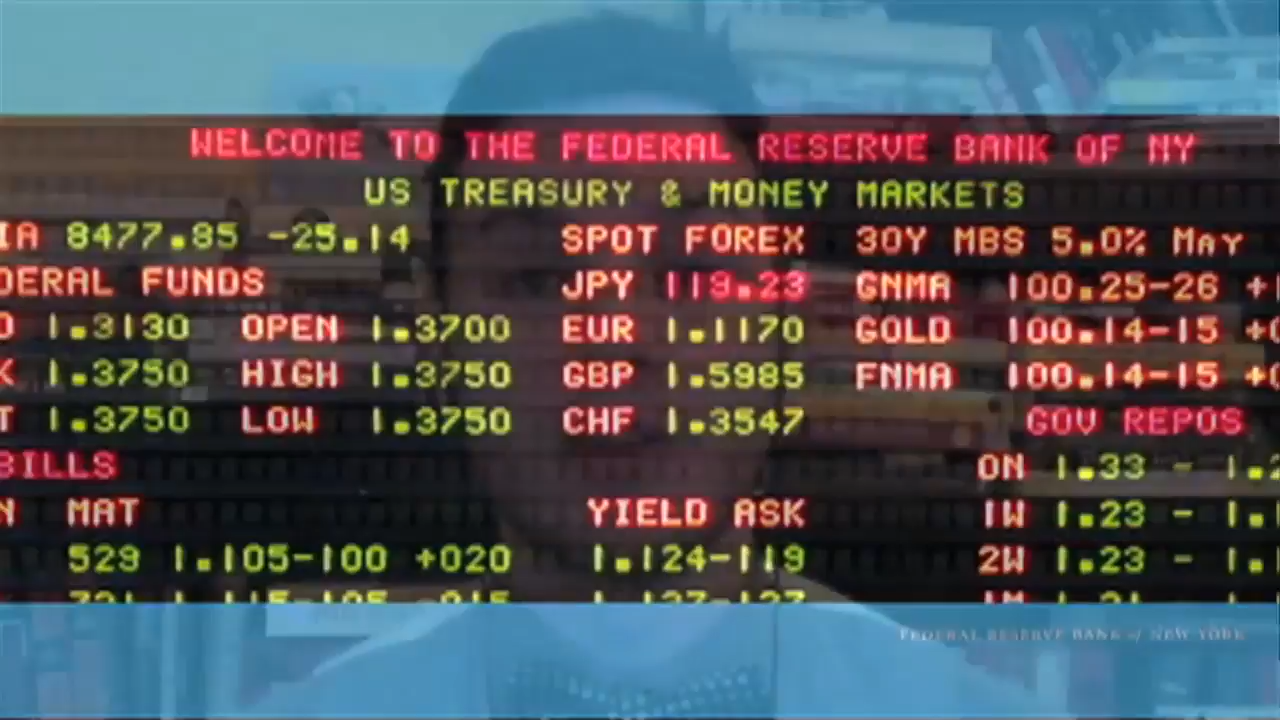 WELCOME TO THE FEDERAL RESERVE BANK OF NY
US TREASURY & MONEY MARKETS
IA 8477.85 -25.14 SPOT FOREX 30Y MBS 5.0% MAY
DERAL FUNDS JPY 119.23 GNMA 100.25-26 +
1.3130 OPEN 1.3700 EUR 1.1170 GOLD 100.14-15 +
K 1.3750 HIGH 1.3750 GBP 1.5985 FNMA 100.14-15 +
T 1.3750 LOW 1.3750 CHF 1.3547 GOV REPOS
BILLS ON 1.33 -
N MAT YIELD ASK 1W 1.23 -
529 1.105-100 +020 1.124-119 2W 1.23 -
FEDERAL RESERVE BANK of NEW YORK